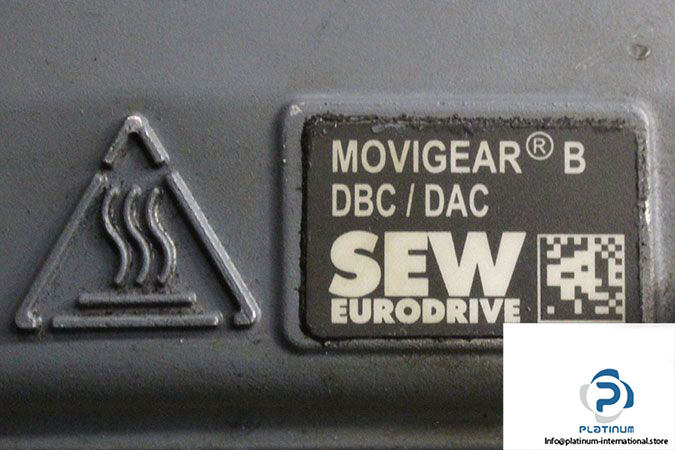 MOVIGEAR® B
DBC / DAC
SEW
EURODRIVE
PLATINUM
Info@platinum-international.store